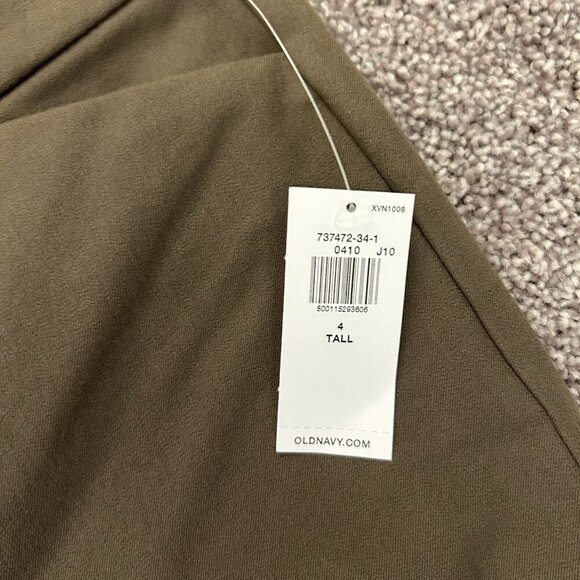 XVN1008
737472-34-1
0410 J10
500115293606
4
TALL
OLDNAVY.COM